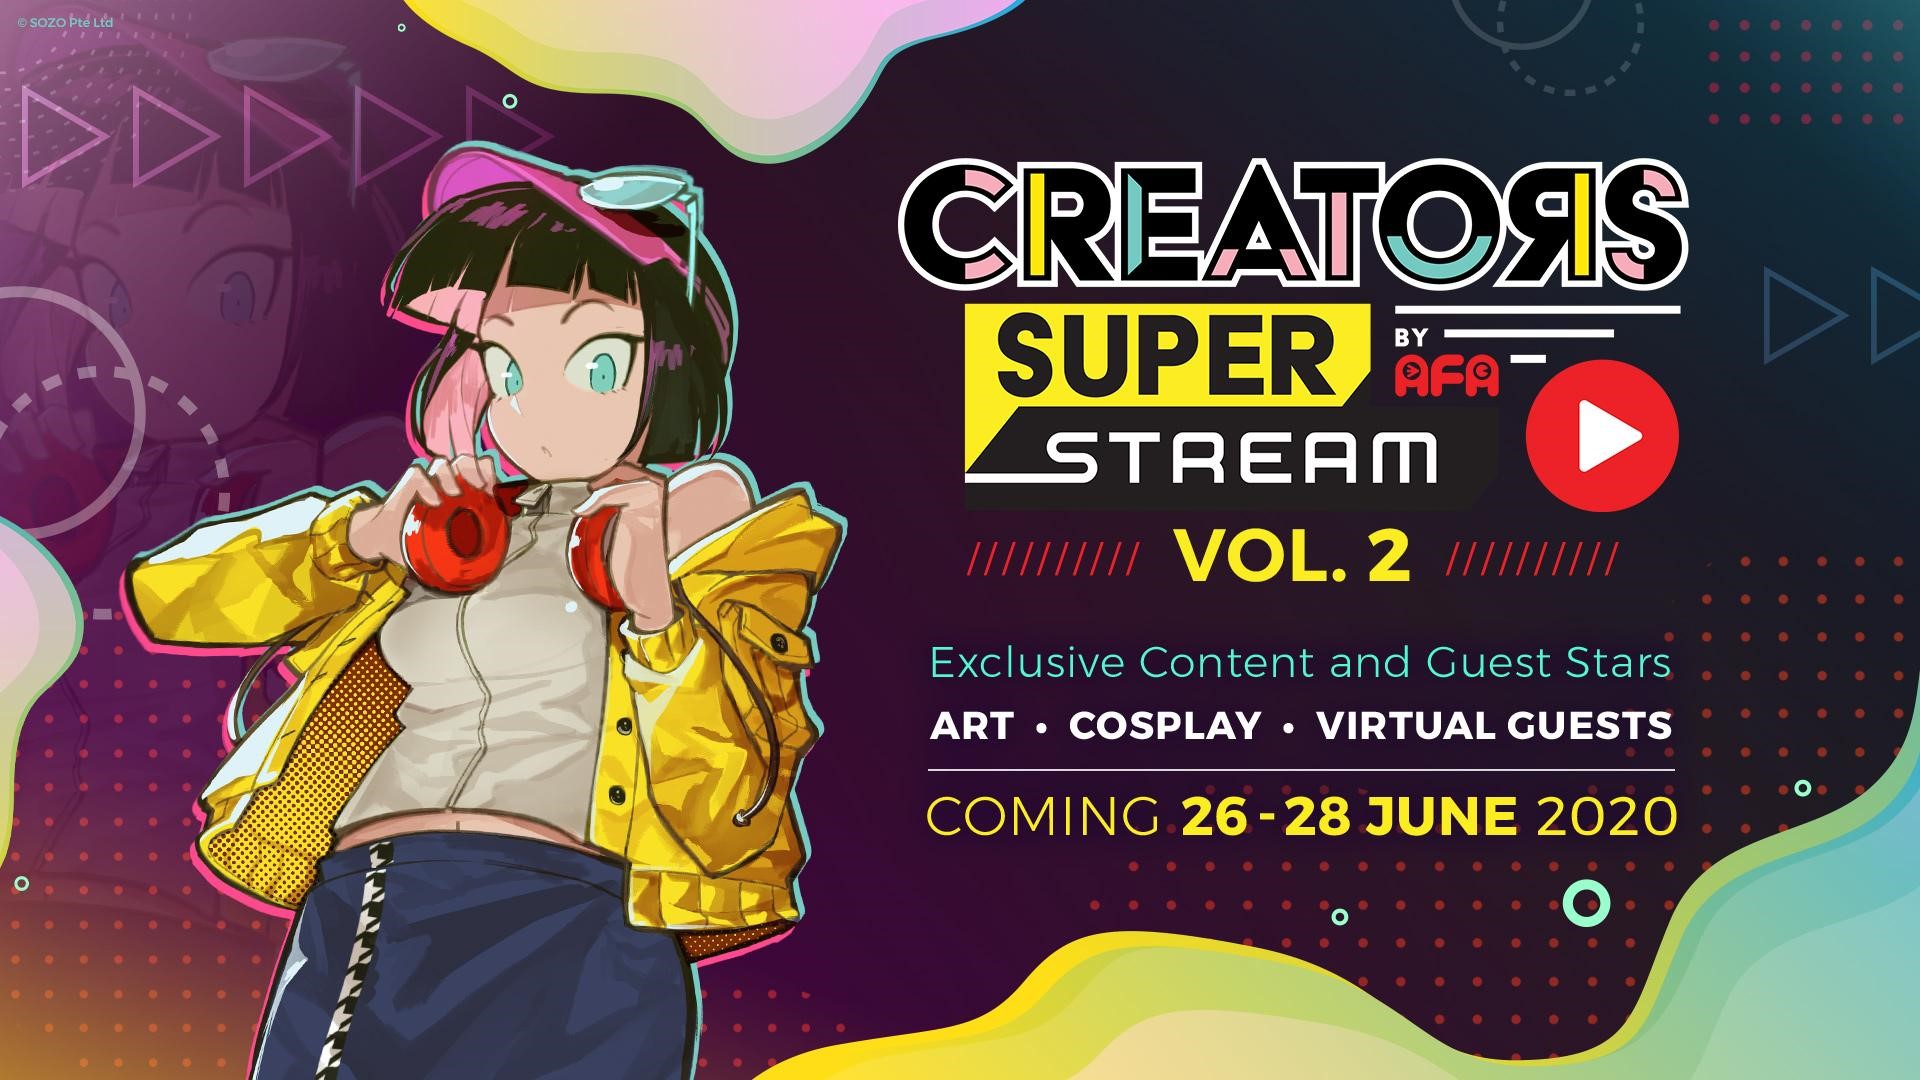 © SOZO Pte Ltd
CREATORS
SUPER
BY
AFA
STREAM
////////// VOL. 2 //////////
Exclusive Content and Guest Stars
ART • COSPLAY • VIRTUAL GUESTS
COMING 26-28 JUNE 2020